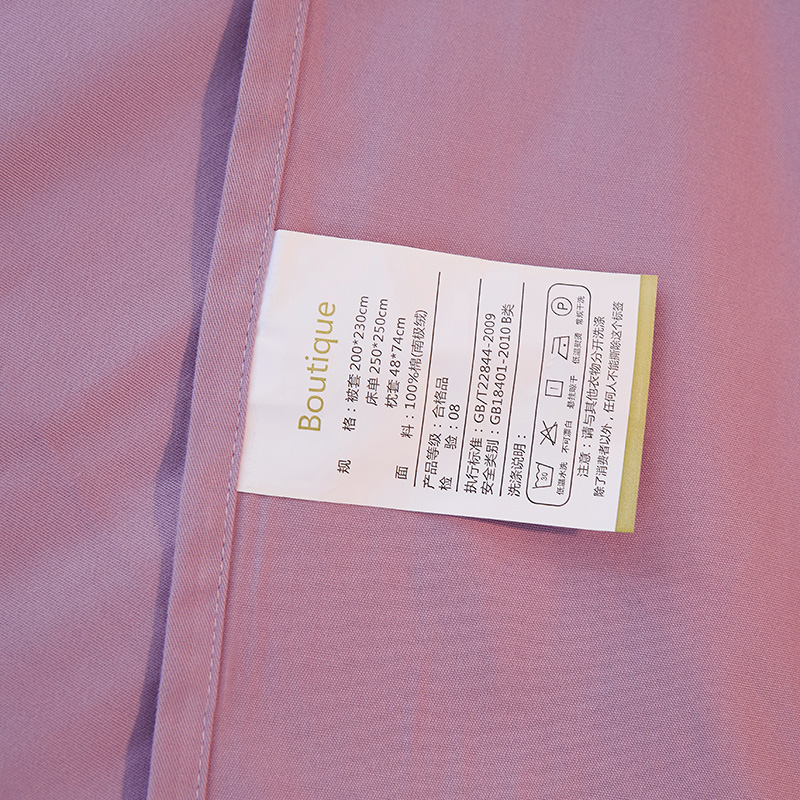 Boutique
规 格：被套 200*230cm
床单 250*250cm
枕套 48*74cm
面 料：100%棉(南极绒)
产品等级：合格品
检 验：08
执行标准：GB/T22844-2009
安全类别：GB18401-2010 B类
洗涤说明：
30 P
低温水洗 不可漂白 悬挂晾干 低温熨烫 常规干洗
注意：请与其他衣物分开洗涤
除了消费者以外，任何人不能撕除这个标签